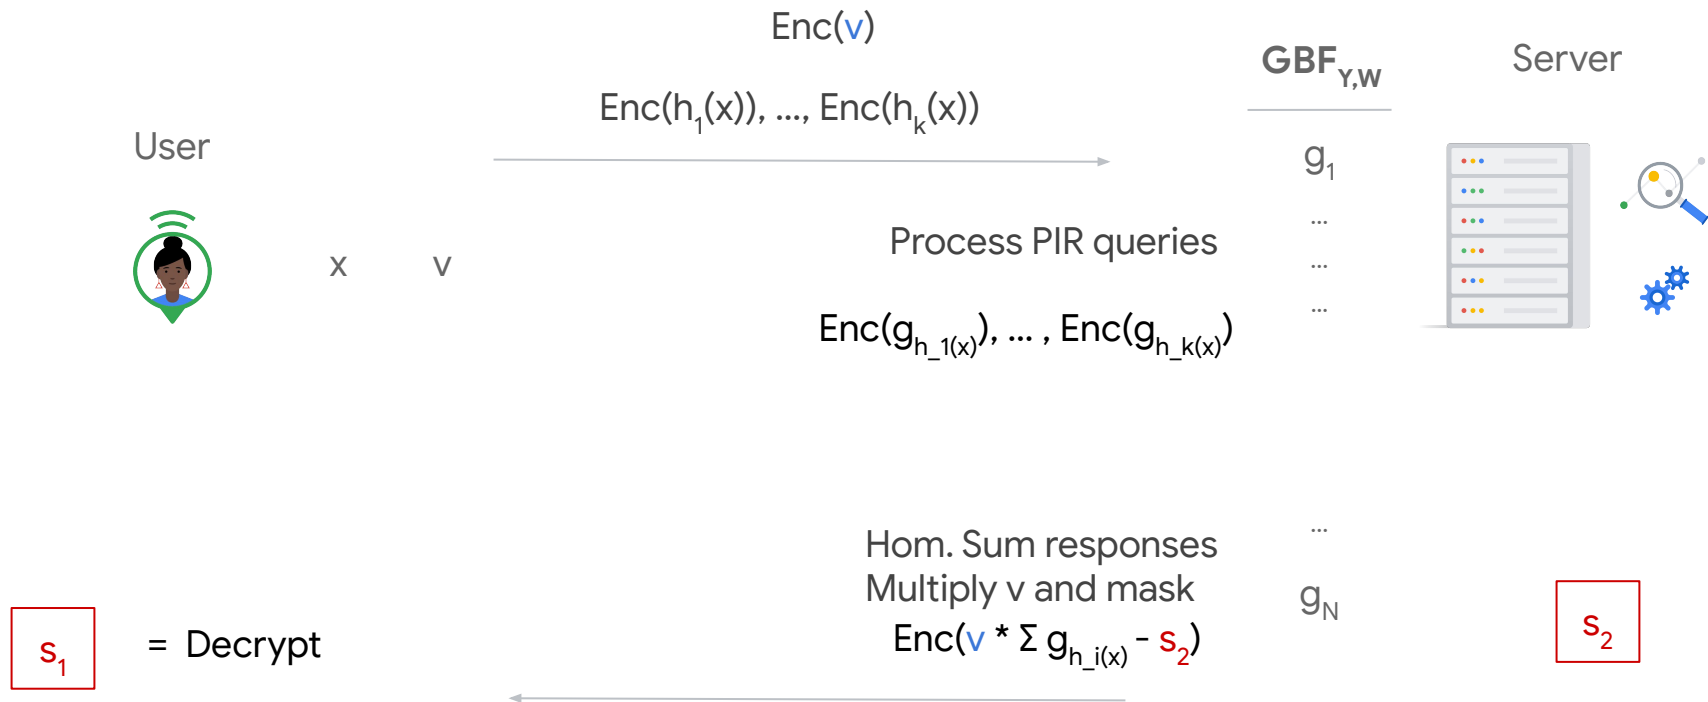 Enc(v)
GBF_Y,W
Server
Enc(h_1(x)), ..., Enc(h_k(x))
User
g_1
...
Process PIR queries
x v
...
...
Enc(g_h_1(x)), ... , Enc(g_h_k(x))
...
Hom. Sum responses
Multiply v and mask
g_N
s_1 = Decrypt
Enc(v * Σ g_h_i(x) - s_2)
s_2